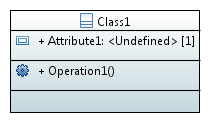 Class1
+ Attribute1: <Undefined> [1]
+ Operation1()